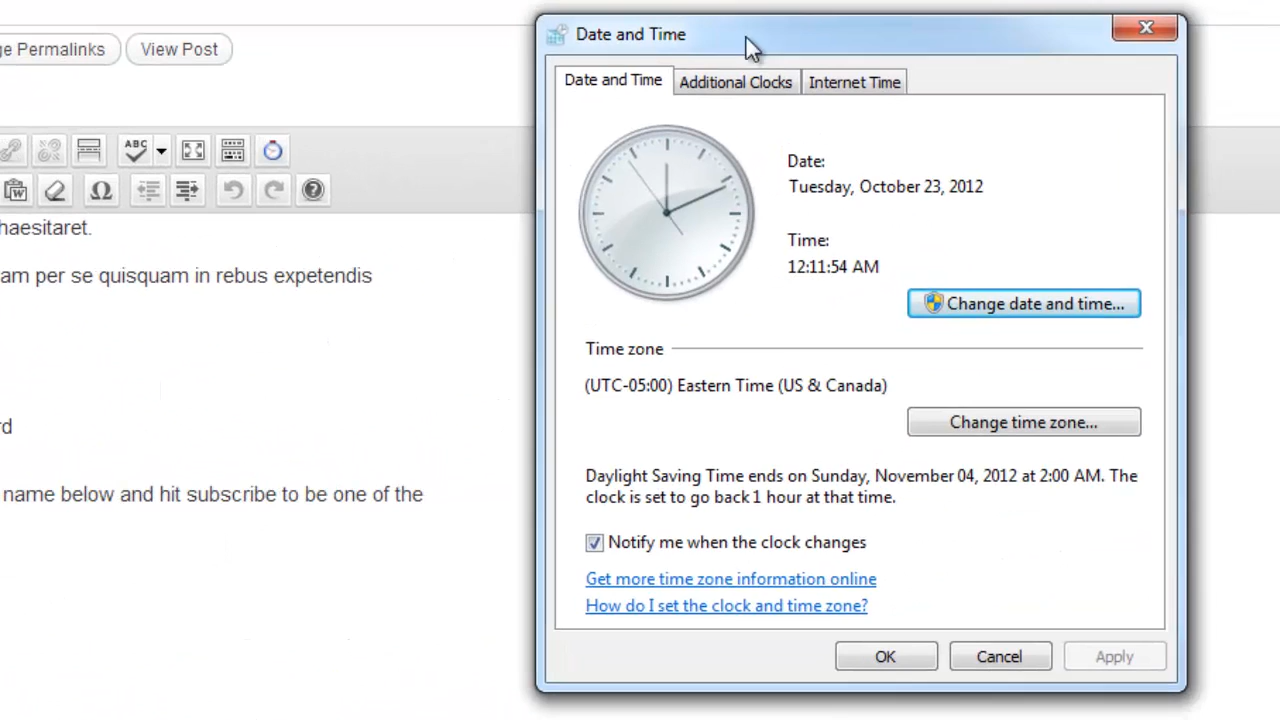 ge Permalinks
View Post
ABC
W
Ω
?
haesitaret.
am per se quisquam in rebus expetendis
rd
name below and hit subscribe to be one of the
Date and Time
Date and Time
Additional Clocks
Internet Time
Date:
Tuesday, October 23, 2012
Time:
12:11:54 AM
Change date and time...
Time zone
(UTC-05:00) Eastern Time (US & Canada)
Change time zone...
Daylight Saving Time ends on Sunday, November 04, 2012 at 2:00 AM. The
clock is set to go back 1 hour at that time.
Notify me when the clock changes
Get more time zone information online
How do I set the clock and time zone?
OK
Cancel
Apply